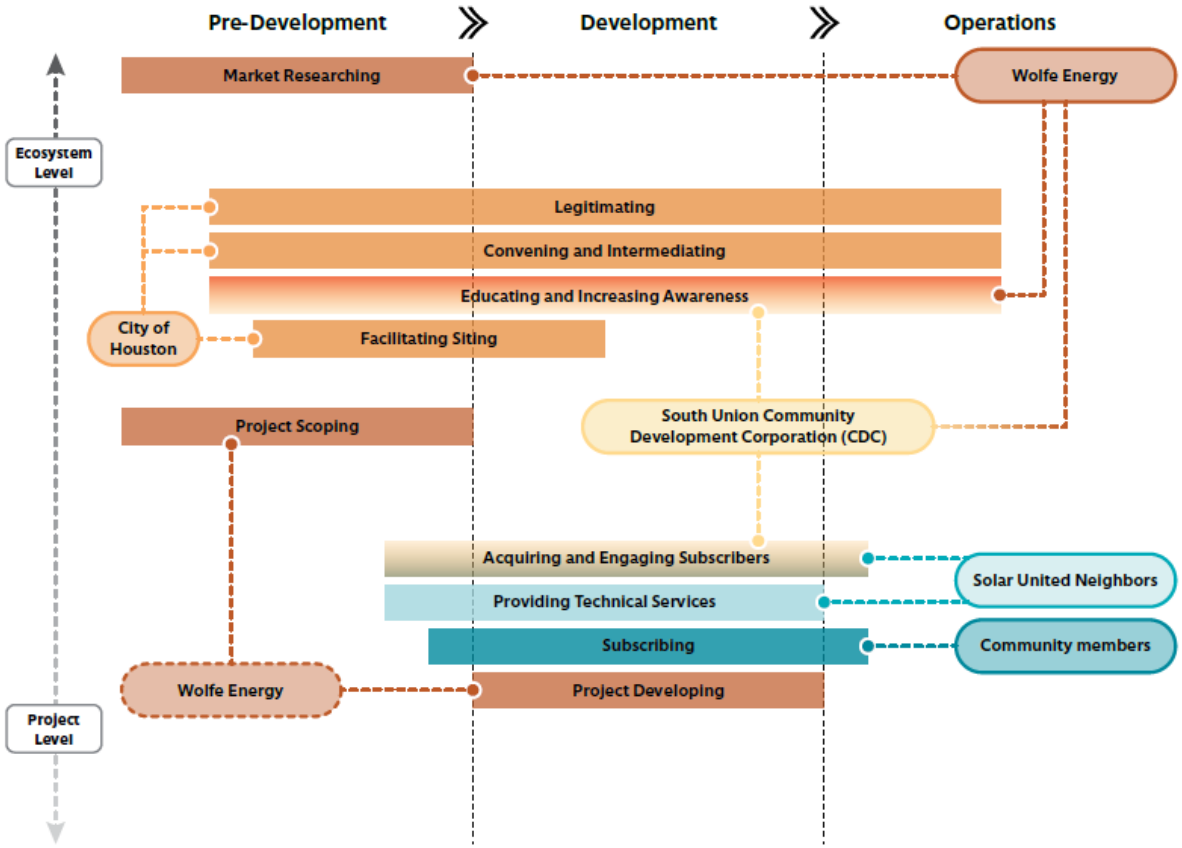 Pre-Development
Development
Operations
Market Researching
Wolfe Energy
Ecosystem
Level
Legitimating
Convening and Intermediating
Educating and Increasing Awareness
City of
Houston
Facilitating Siting
Project Scoping
South Union Community
Development Corporation (CDC)
Acquiring and Engaging Subscribers
Solar United Neighbors
Providing Technical Services
Subscribing
Community members
Wolfe Energy
Project Developing
Project
Level